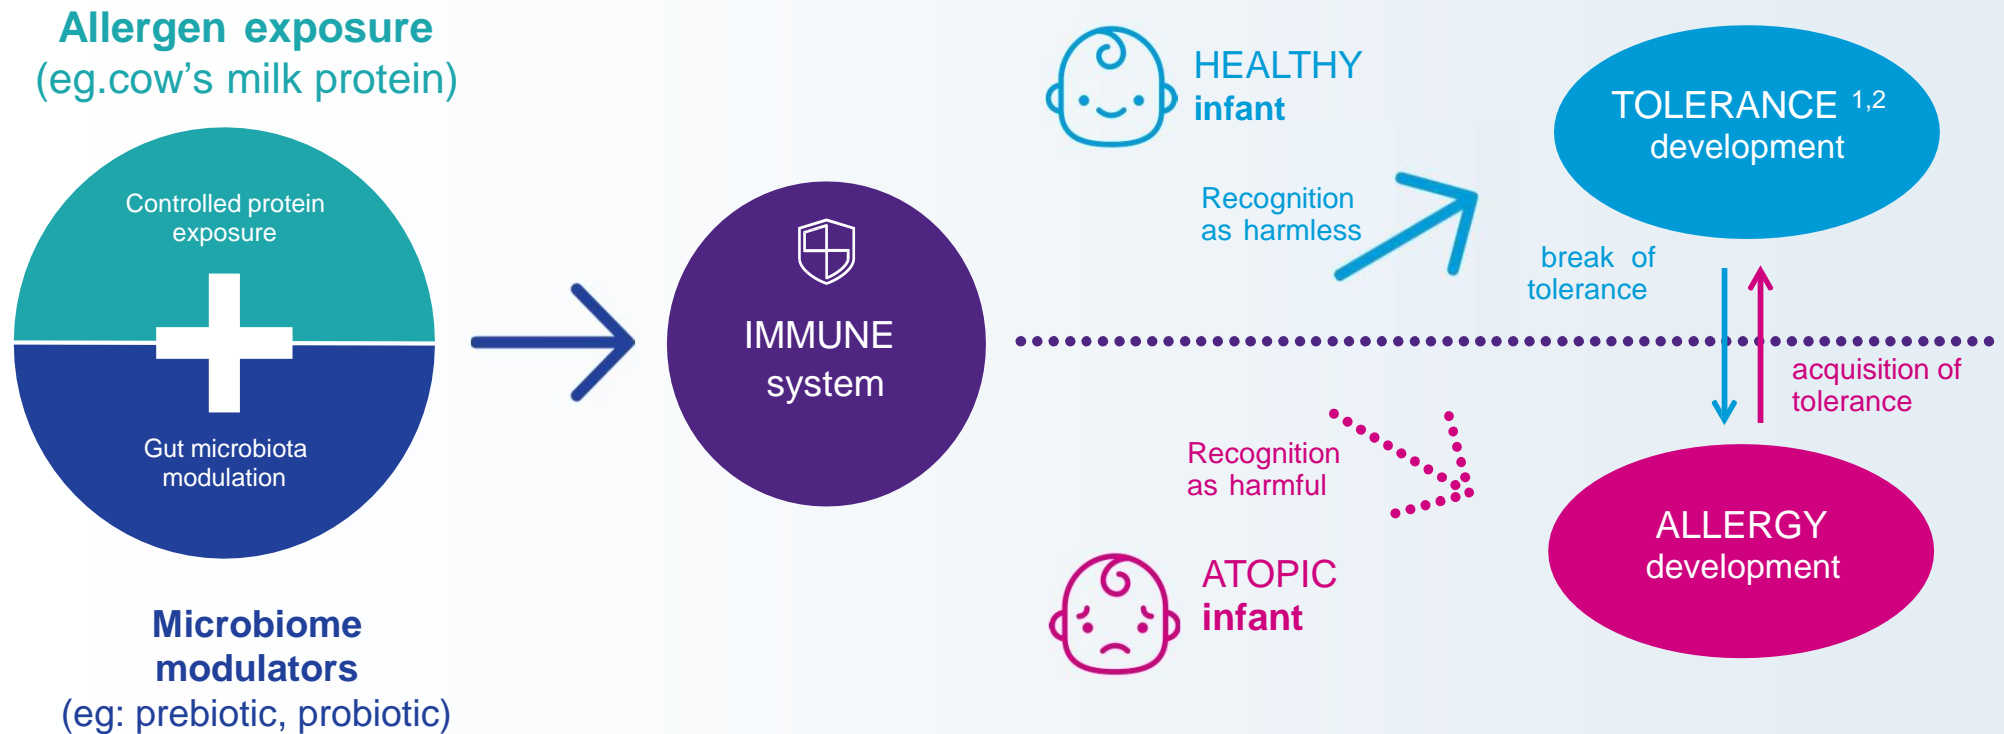 Allergen exposure
(eg.cow's milk protein)
Controlled protein
exposure
Gut microbiota
modulation
Microbiome
modulators
(eg: prebiotic, probiotic)
IMMUNE
system
HEALTHY
infant
Recognition
as harmless
TOLERANCE 1,2
development
break of
tolerance
acquisition of
tolerance
Recognition
as harmful
ATOPIC
infant
ALLERGY
development